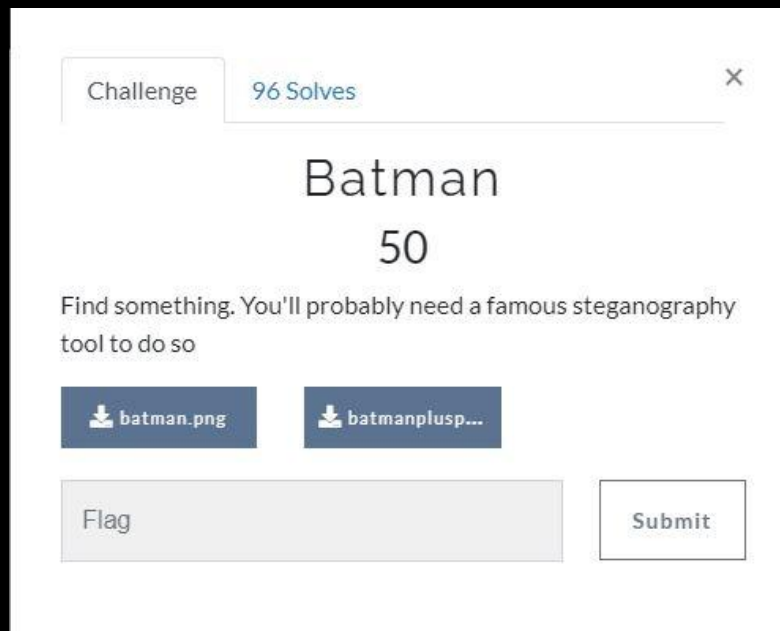 Challenge
96 Solves
×
Batman
50
Find something. You'll probably need a famous steganography
tool to do so
batman.png
batmanplusp...
Flag
Submit